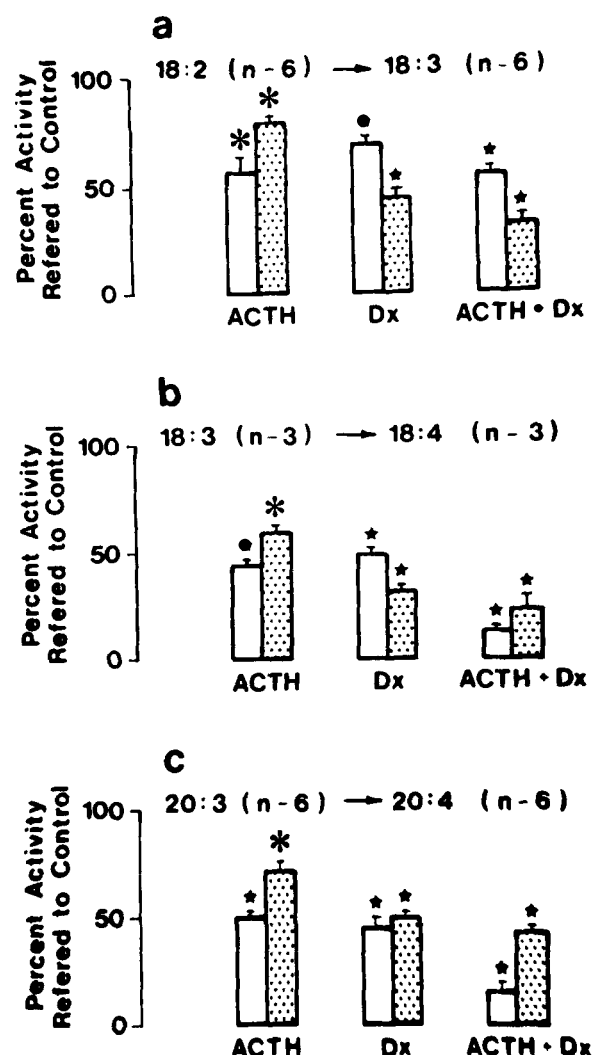 a
18:2 (n-6) → 18:3 (n-6)
Percent Activity
Refered to Control
100
50
0
ACTH
Dx
ACTH • Dx
b
18:3 (n-3) → 18:4 (n-3)
Percent Activity
Refered to Control
100
50
0
ACTH
Dx
ACTH + Dx
c
20:3 (n-6) → 20:4 (n-6)
Percent Activity
Refered to Control
100
50
0
ACTH
Dx
ACTH + Dx